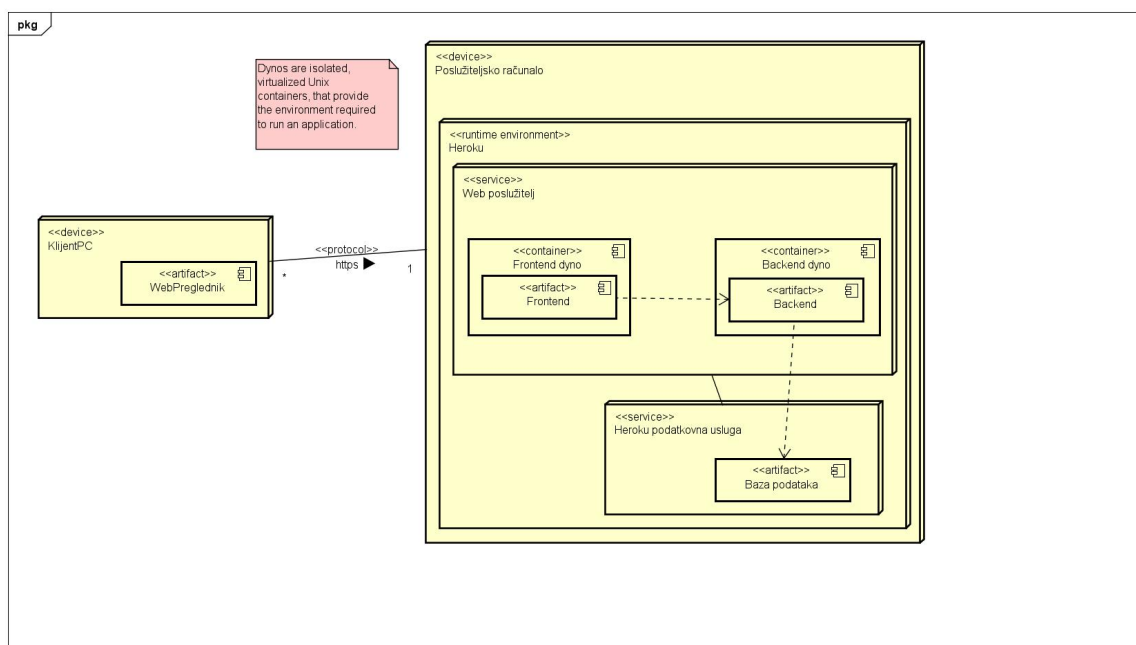 pkg
Dynos are isolated,
virtualized Unix
containers, that provide
the environment required
to run an application.
<<device>>
KlijentPC
<<artifact>>
WebPreglednik
<<protocol>>
https
*
1
<<device>>
Poslužiteljsko računalo
<<runtime environment>>
Heroku
<<service>>
Web poslužitelj
<<container>>
Frontend dyno
<<artifact>>
Frontend
<<container>>
Backend dyno
<<artifact>>
Backend
<<service>>
Heroku podatkovna usluga
<<artifact>>
Baza podataka